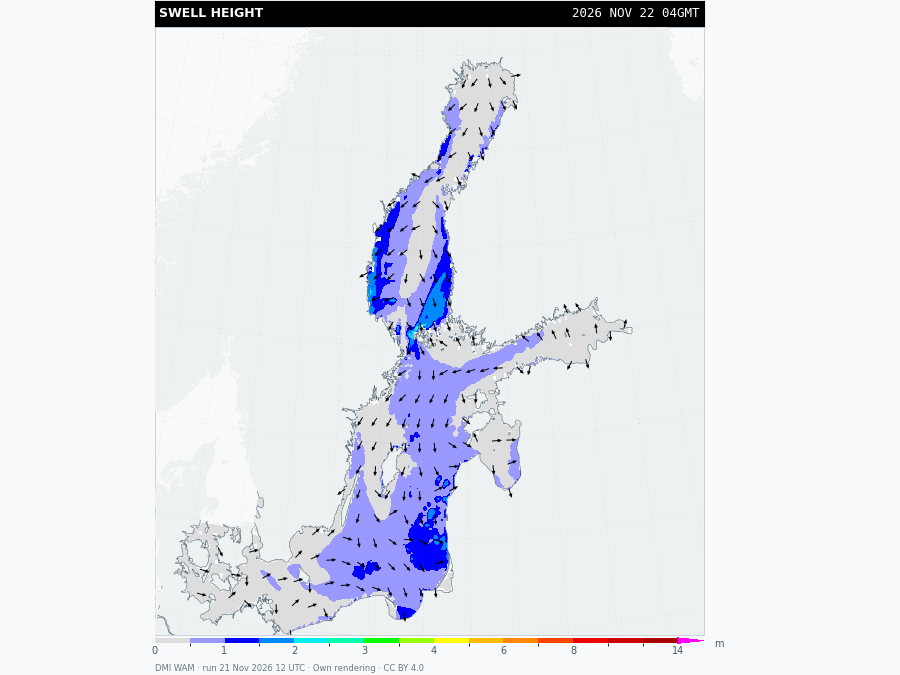 SWELL HEIGHT 2026 NOV 22 04GMT
0 1 2 3 4 6 8 14 m
DMI WAM · run 21 Nov 2026 12 UTC · Own rendering · CC BY 4.0